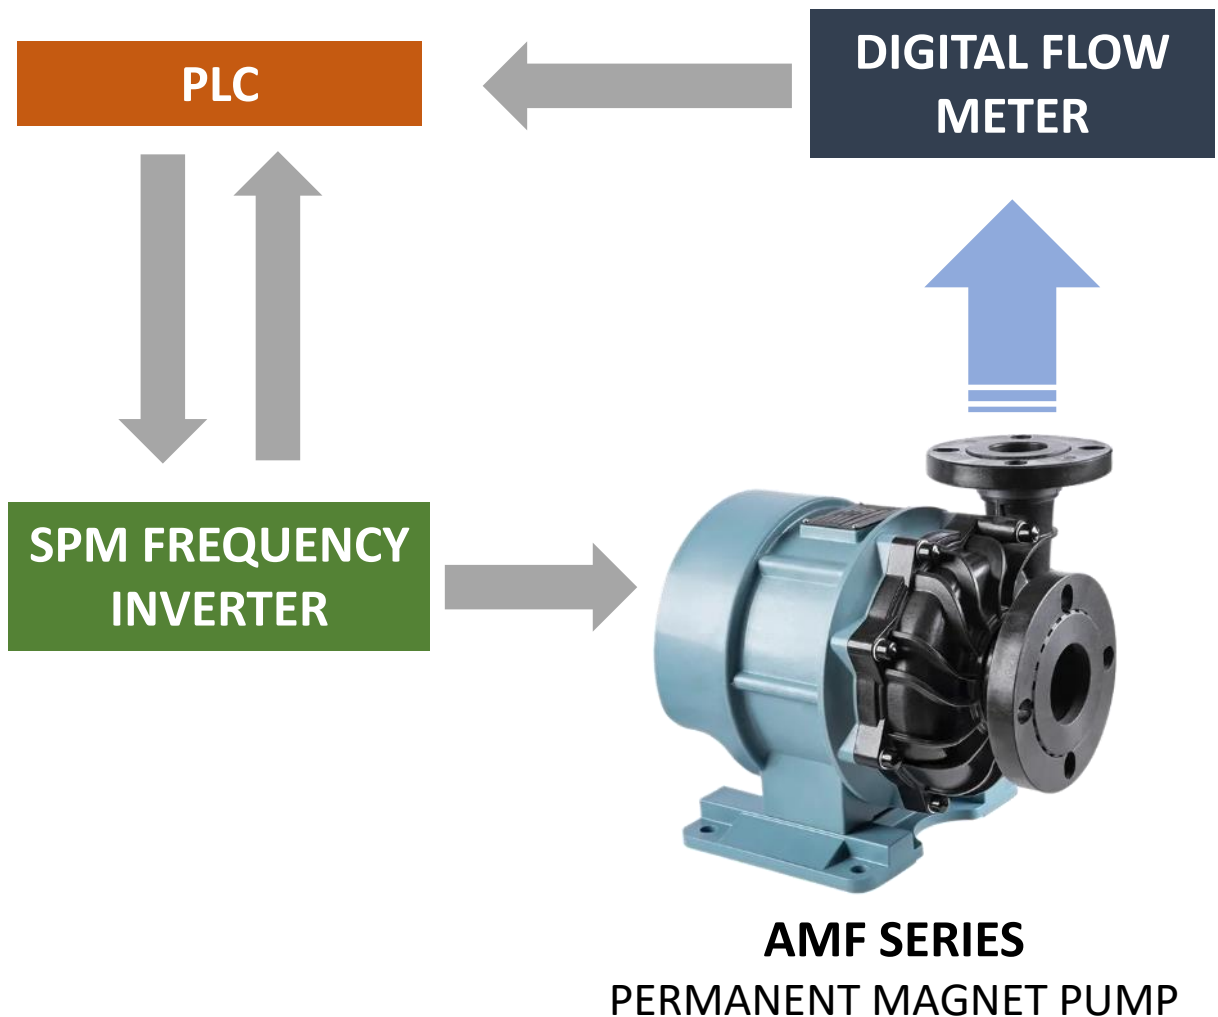 PLC
DIGITAL FLOW
METER
SPM FREQUENCY
INVERTER
AMF SERIES
PERMANENT MAGNET PUMP